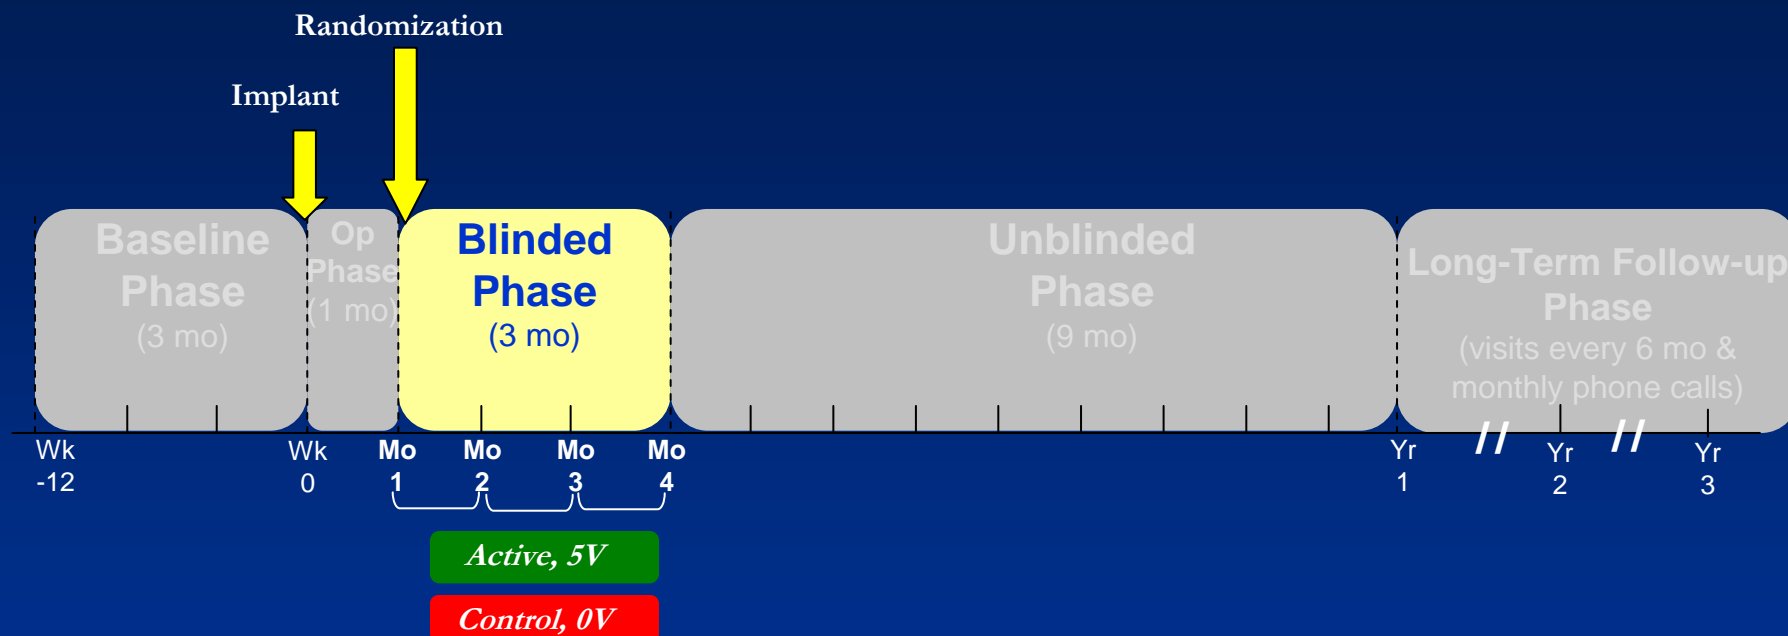 Randomization
Implant
Baseline
Phase
(3 mo)
Op
Phase
(1 mo)
Blinded
Phase
(3 mo)
Unblinded
Phase
(9 mo)
Long-Term Follow-up
Phase
(visits every 6 mo &
monthly phone calls)
Wk
-12
Wk
0
Mo
1
Mo
2
Mo
3
Mo
4
Yr
1
//
Yr
2
//
Yr
3
Active, 5V
Control, 0V